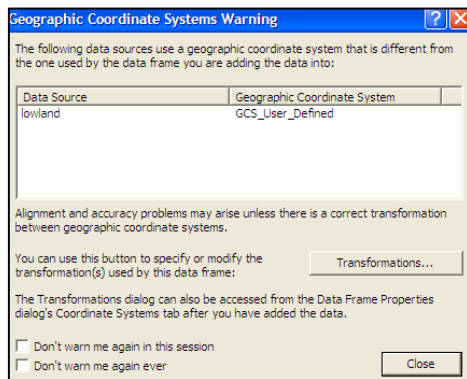 Geographic Coordinate Systems Warning
The following data sources use a geographic coordinate system that is different from
the one used by the data frame you are adding the data into:
Data Source Geographic Coordinate System
lowland GCS_User_Defined
Alignment and accuracy problems may arise unless there is a correct transformation
between geographic coordinate systems.
You can use this button to specify or modify the
transformation(s) used by this data frame:
Transformations...
The Transformations dialog can also be accessed from the Data Frame Properties
dialog's Coordinate Systems tab after you have added the data.
Don't warn me again in this session
Don't warn me again ever
Close